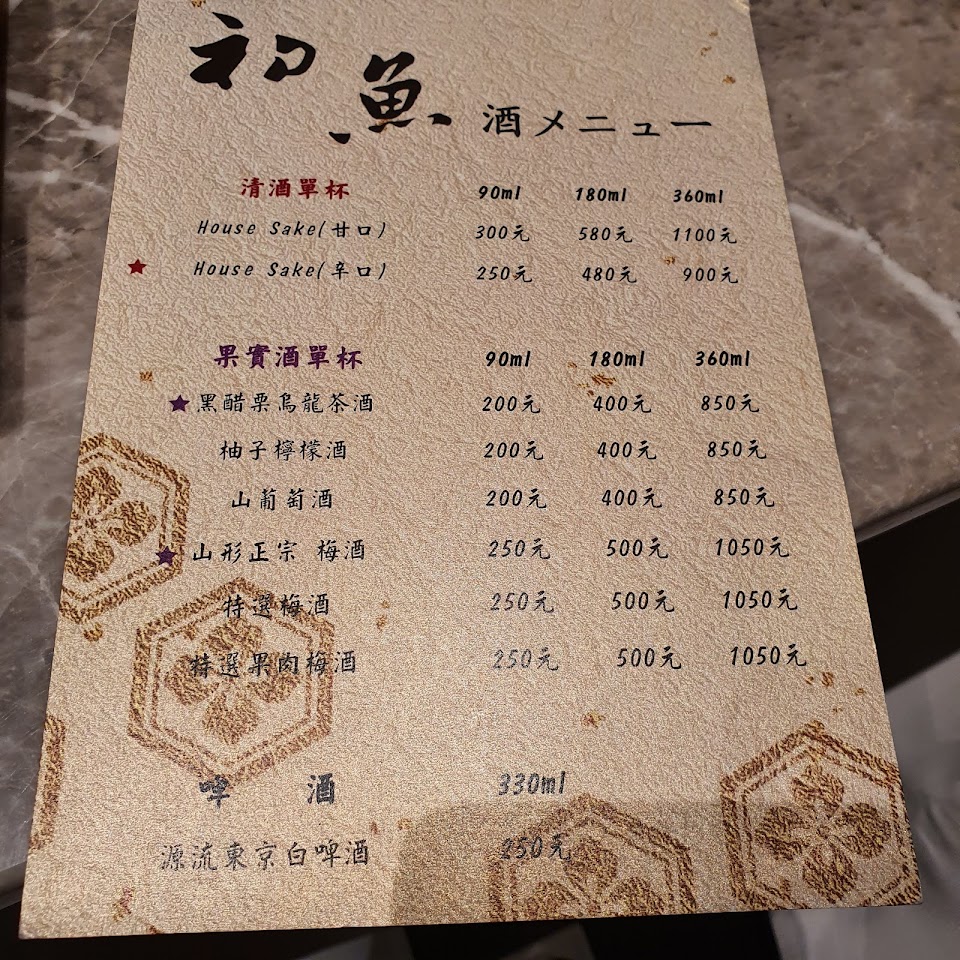 初魚 酒メニュー
清酒單杯 90ml 180ml 360ml
House Sake(甘口) 300元 580元 1100元
★ House Sake(辛口) 250元 480元 900元
果實酒單杯 90ml 180ml 360ml
★黑醋栗烏龍茶酒 200元 400元 850元
柚子檸檬酒 200元 400元 850元
山葡萄酒 200元 400元 850元
★山形正宗 梅酒 250元 500元 1050元
特選梅酒 250元 500元 1050元
特選果肉梅酒 250元 500元 1050元
啤 酒 330ml
源流東京白啤酒 250元